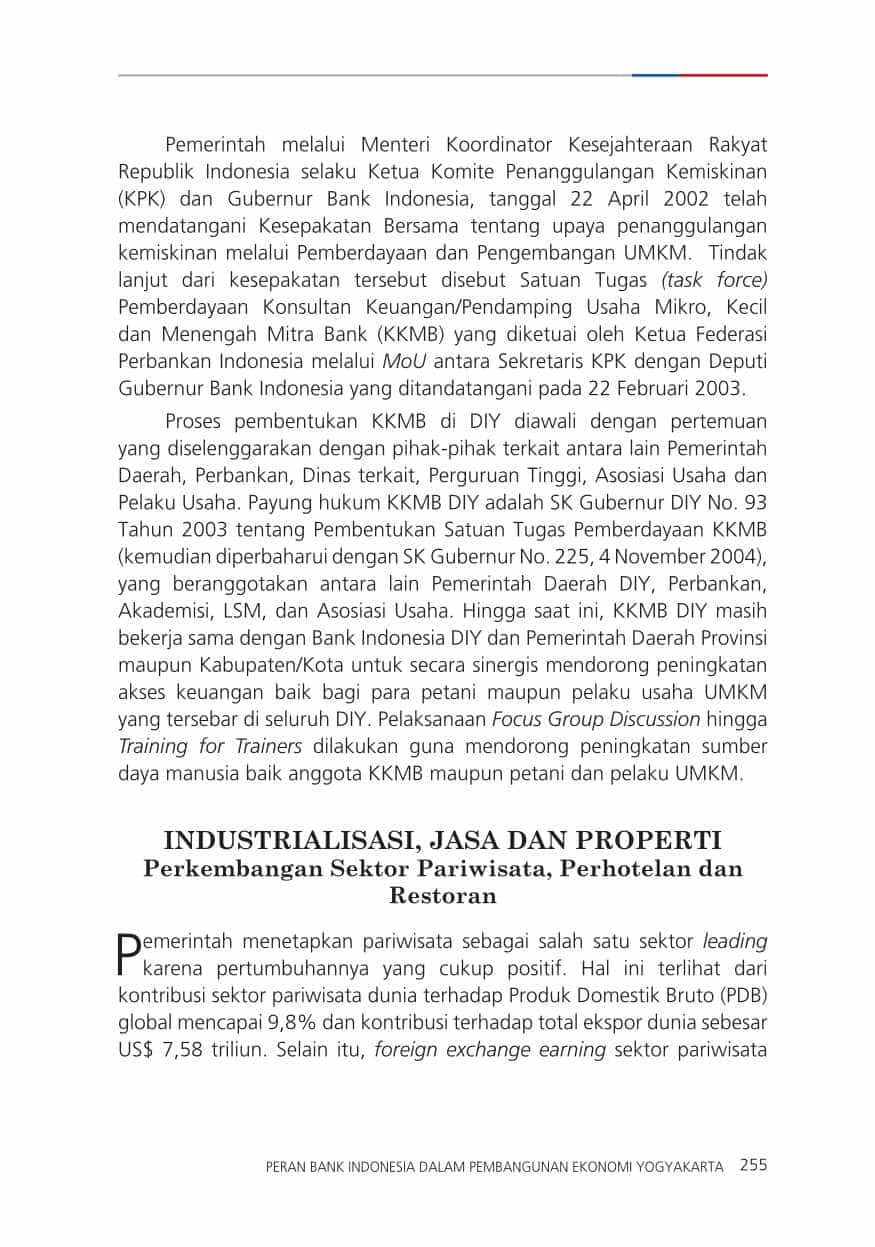 Pemerintah melalui Menteri Koordinator Kesejahteraan Rakyat
Republik Indonesia selaku Ketua Komite Penanggulangan Kemiskinan
(KPK) dan Gubernur Bank Indonesia, tanggal 22 April 2002 telah
mendatangani Kesepakatan Bersama tentang upaya penanggulangan
kemiskinan melalui Pemberdayaan dan Pengembangan UMKM. Tindak
lanjut dari kesepakatan tersebut disebut Satuan Tugas (task force)
Pemberdayaan Konsultan Keuangan/Pendamping Usaha Mikro, Kecil
dan Menengah Mitra Bank (KKMB) yang diketuai oleh Ketua Federasi
Perbankan Indonesia melalui MoU antara Sekretaris KPK dengan Deputi
Gubernur Bank Indonesia yang ditandatangani pada 22 Februari 2003.
Proses pembentukan KKMB di DIY diawali dengan pertemuan
yang diselenggarakan dengan pihak-pihak terkait antara lain Pemerintah
Daerah, Perbankan, Dinas terkait, Perguruan Tinggi, Asosiasi Usaha dan
Pelaku Usaha. Payung hukum KKMB DIY adalah SK Gubernur DIY No. 93
Tahun 2003 tentang Pembentukan Satuan Tugas Pemberdayaan KKMB
(kemudian diperbaharui dengan SK Gubernur No. 225, 4 November 2004),
yang beranggotakan antara lain Pemerintah Daerah DIY, Perbankan,
Akademisi, LSM, dan Asosiasi Usaha. Hingga saat ini, KKMB DIY masih
bekerja sama dengan Bank Indonesia DIY dan Pemerintah Daerah Provinsi
maupun Kabupaten/Kota untuk secara sinergis mendorong peningkatan
akses keuangan baik bagi para petani maupun pelaku usaha UMKM
yang tersebar di seluruh DIY. Pelaksanaan Focus Group Discussion hingga
Training for Trainers dilakukan guna mendorong peningkatan sumber
daya manusia baik anggota KKMB maupun petani dan pelaku UMKM.
INDUSTRIALISASI, JASA DAN PROPERTI
Perkembangan Sektor Pariwisata, Perhotelan dan
Restoran
Pemerintah menetapkan pariwisata sebagai salah satu sektor leading
karena pertumbuhannya yang cukup positif. Hal ini terlihat dari
kontribusi sektor pariwisata dunia terhadap Produk Domestik Bruto (PDB)
global mencapai 9,8% dan kontribusi terhadap total ekspor dunia sebesar
US$ 7,58 triliun. Selain itu, foreign exchange earning sektor pariwisata
PERAN BANK INDONESIA DALAM PEMBANGUNAN EKONOMI YOGYAKARTA 255